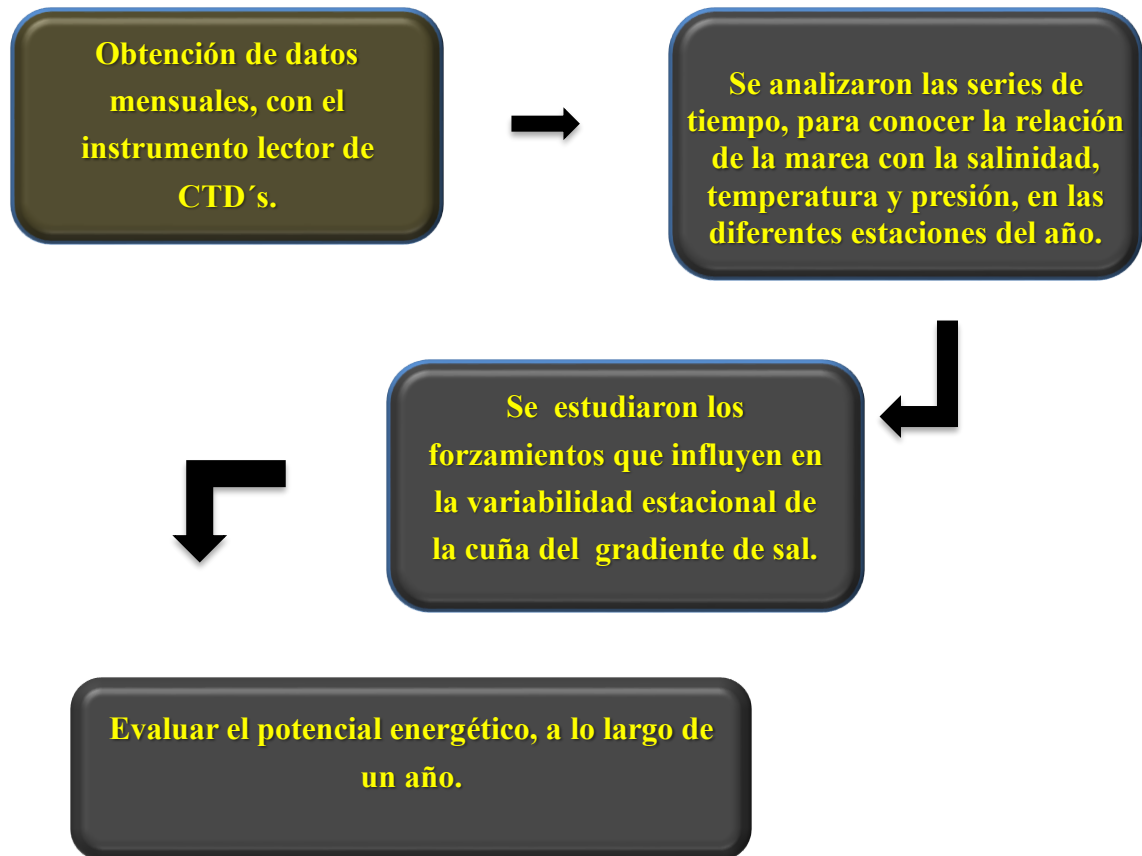 Obtención de datos
mensuales, con el
instrumento lector de
CTD´s.
Se analizaron las series de
tiempo, para conocer la relación
de la marea con la salinidad,
temperatura y presión, en las
diferentes estaciones del año.
Se estudiaron los
forzamientos que influyen en
la variabilidad estacional de
la cuña del gradiente de sal.
Evaluar el potencial energético, a lo largo de
un año.